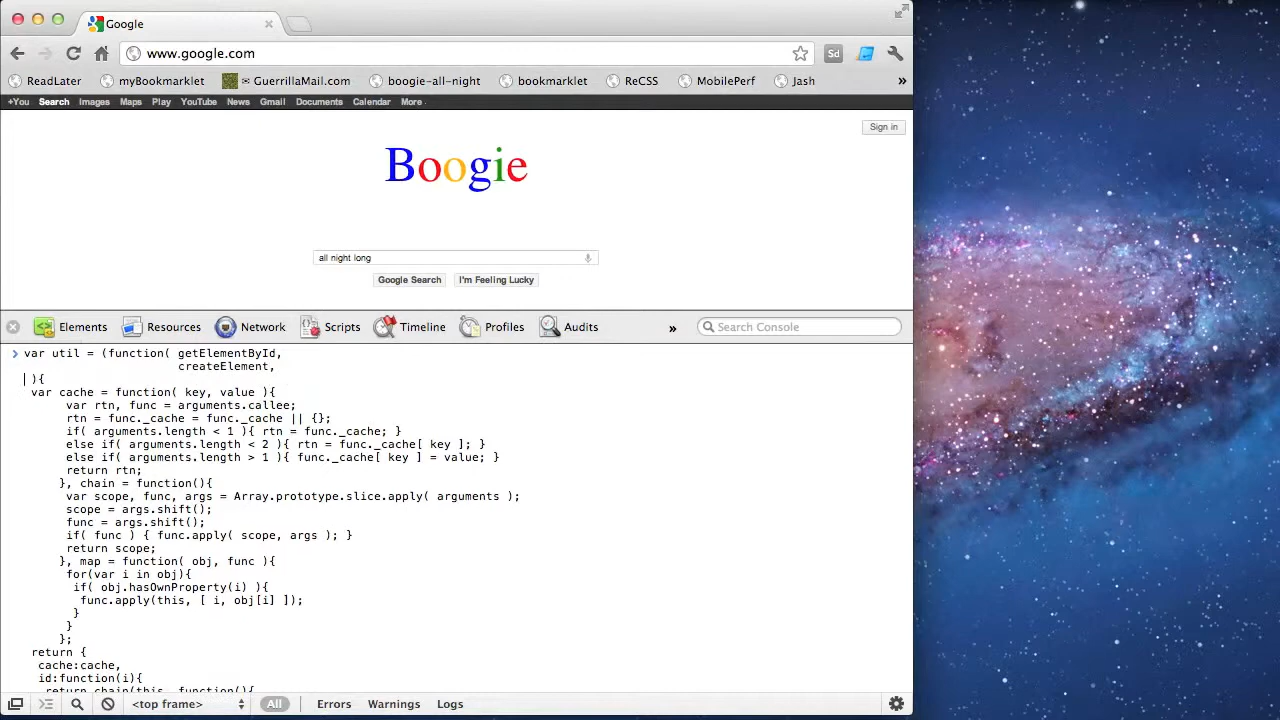 Google
www.google.com
Sd
ReadLater myBookmarklet GuerrillaMail.com boogie-all-night bookmarklet ReCSS MobilePerf Jash »
+You Search Images Maps Play YouTube News Gmail Documents Calendar More
Sign in
Boogie
all night long
Google Search I'm Feeling Lucky
Elements Resources Network Scripts Timeline Profiles Audits » Search Console
var util = (function( getElementById,
createElement,
){
var cache = function( key, value ){
var rtn, func = arguments.callee;
rtn = func._cache = func._cache || {};
if( arguments.length < 1 ){ rtn = func._cache; }
else if( arguments.length < 2 ){ rtn = func._cache[ key ]; }
else if( arguments.length > 1 ){ func._cache[ key ] = value; }
return rtn;
}, chain = function(){
var scope, func, args = Array.prototype.slice.apply( arguments );
scope = args.shift();
func = args.shift();
if( func ) { func.apply( scope, args ); }
return scope;
}, map = function( obj, func ){
for(var i in obj){
if( obj.hasOwnProperty(i) ){
func.apply(this, [ i, obj[i] ]);
}
}
};
return {
cache:cache,
id:function(i){
return chain(this, function(){
<top frame> All Errors Warnings Logs